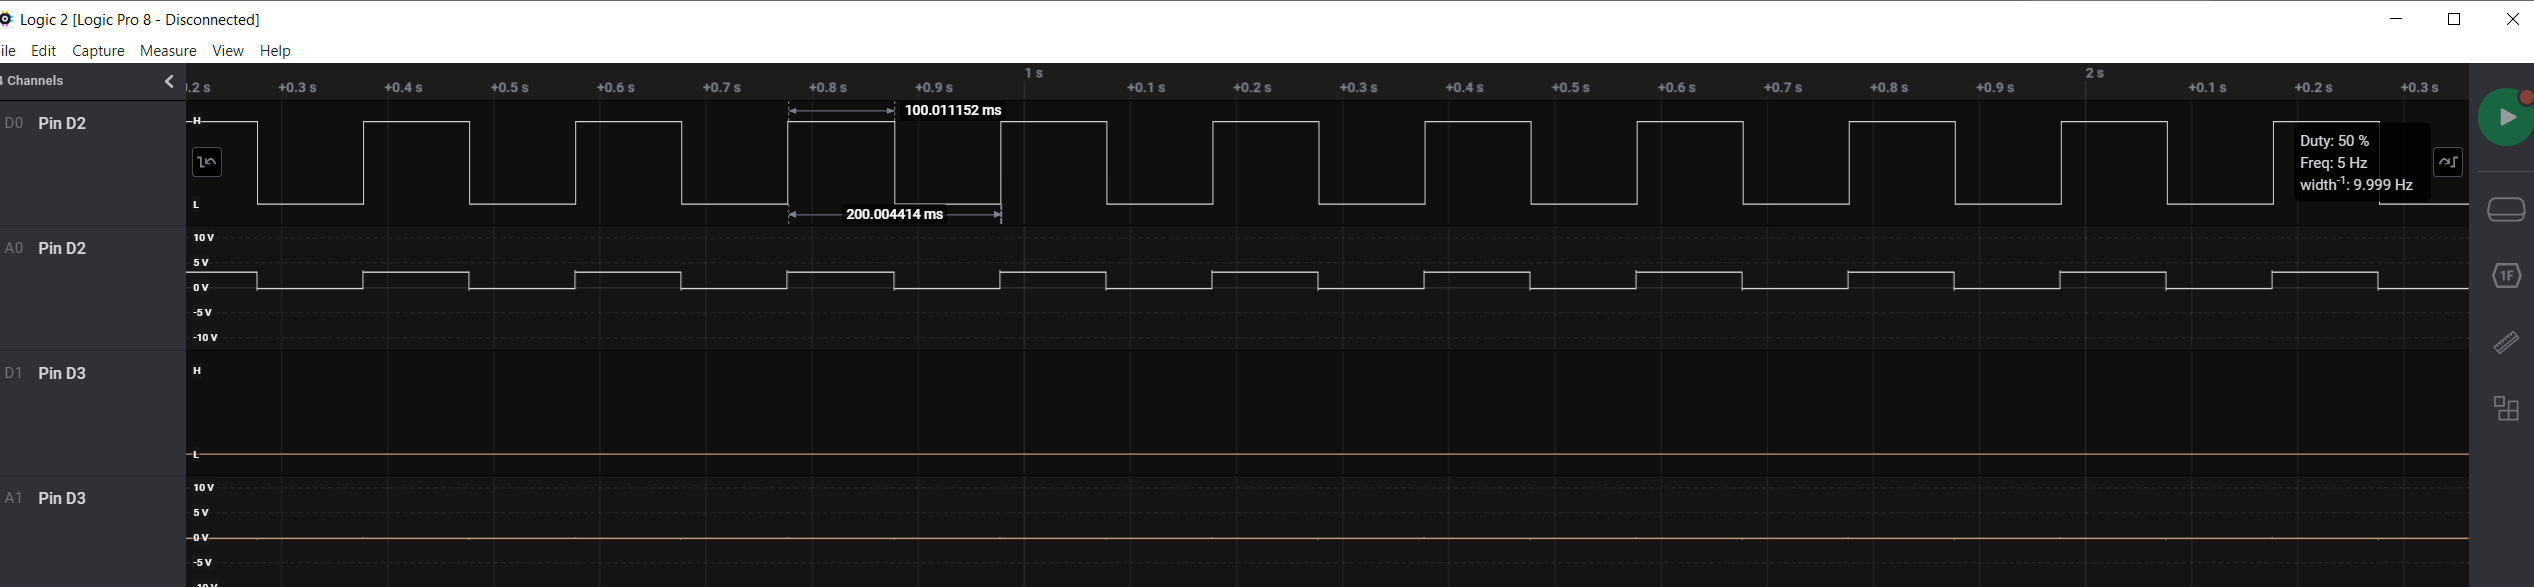 Logic 2 [Logic Pro 8 - Disconnected]
ile Edit Capture Measure View Help
4 Channels
0.2 s +0.3 s +0.4 s +0.5 s +0.6 s +0.7 s +0.8 s +0.9 s 1 s +0.1 s +0.2 s +0.3 s +0.4 s +0.5 s +0.6 s +0.7 s +0.8 s +0.9 s 2 s +0.1 s +0.2 s +0.3 s
D0 Pin D2
H
100.011152 ms
Duty: 50 %
Freq: 5 Hz
width-1: 9.999 Hz
L
200.004414 ms
A0 Pin D2
10 V
5 V
0 V
-5 V
-10 V
1F
D1 Pin D3
H
L
A1 Pin D3
10 V
5 V
0 V
-5 V
-10 V